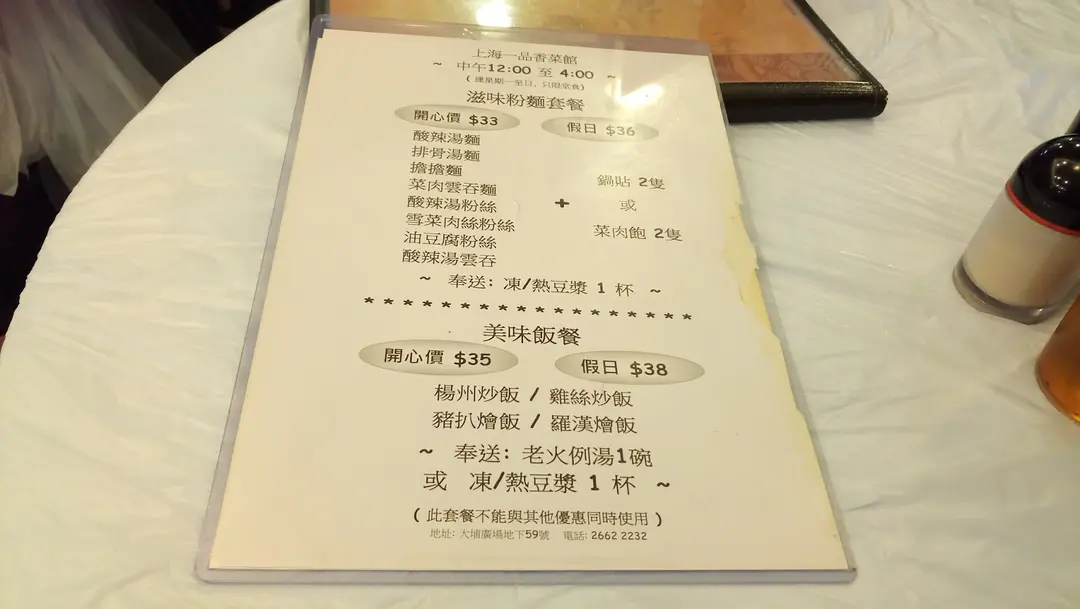 上海一品香菜館
~ 中午12:00 至 4:00 ~
(逢星期一至日，只限堂食)
滋味粉麵套餐
開心價 $33 假日 $36
酸辣湯麵
排骨湯麵
擔擔麵
菜肉雲吞麵
酸辣湯粉絲
雪菜肉絲粉絲
油豆腐粉絲
酸辣湯雲吞
+
鍋貼 2隻
或
菜肉飽 2隻
~ 奉送: 凍/熱豆漿 1 杯 ~
* * * * * * * * * * * * * * * * * *
美味飯餐
開心價 $35 假日 $38
楊州炒飯 / 雞絲炒飯
豬扒燴飯 / 羅漢燴飯
~ 奉送: 老火例湯1碗
或 凍/熱豆漿 1 杯 ~
( 此套餐不能與其他優惠同時使用 )
地址: 大埔廣場地下59號 電話: 2662 2232